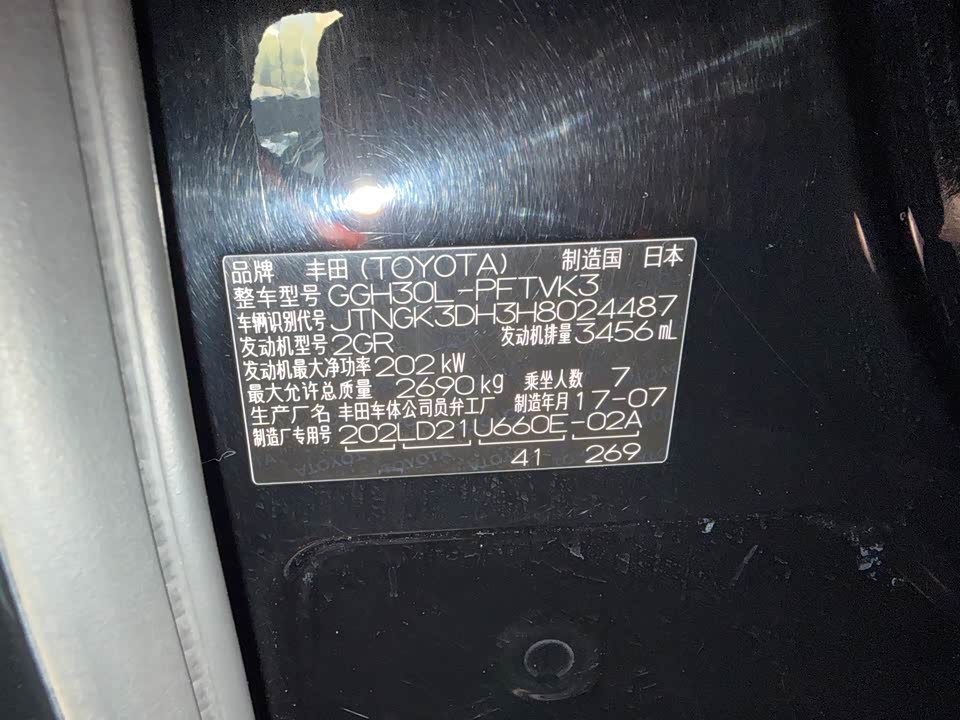 品牌 丰田(TOYOTA) 制造国 日本
整车型号 GGH30L-PFTVK3
车辆识别代号 JTNGK3DH3H8024487
发动机型号 2GR 发动机排量 3456 mL
发动机最大净功率 202 kW
最大允许总质量 2690 kg 乘坐人数 7
生产厂名 丰田车体公司员弁工厂 制造年月 17-07
制造厂专用号 202LD21U660E-02A
41 269